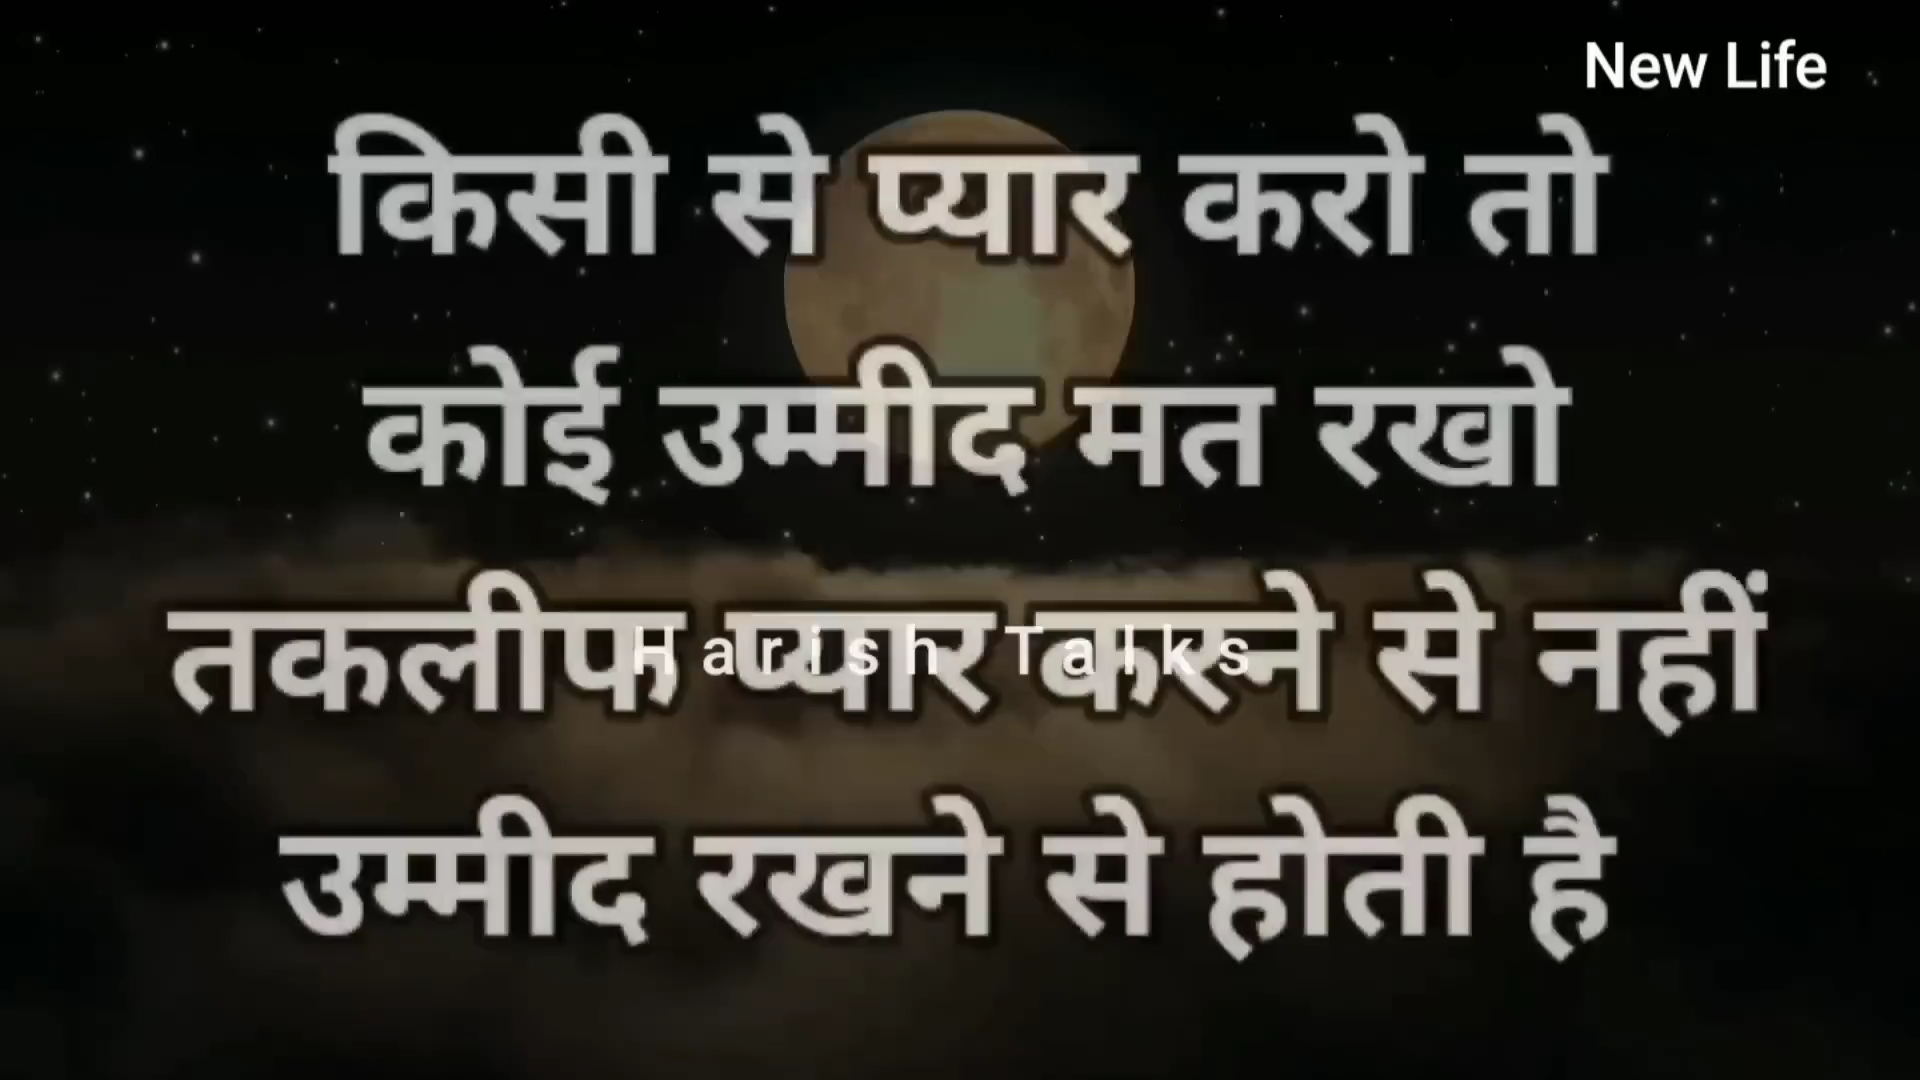 New Life
किसी से प्यार करो तो
कोई उम्मीद मत रखो
तकलीफ प्यार करने से नहीं
Harish Talks
उम्मीद रखने से होती है